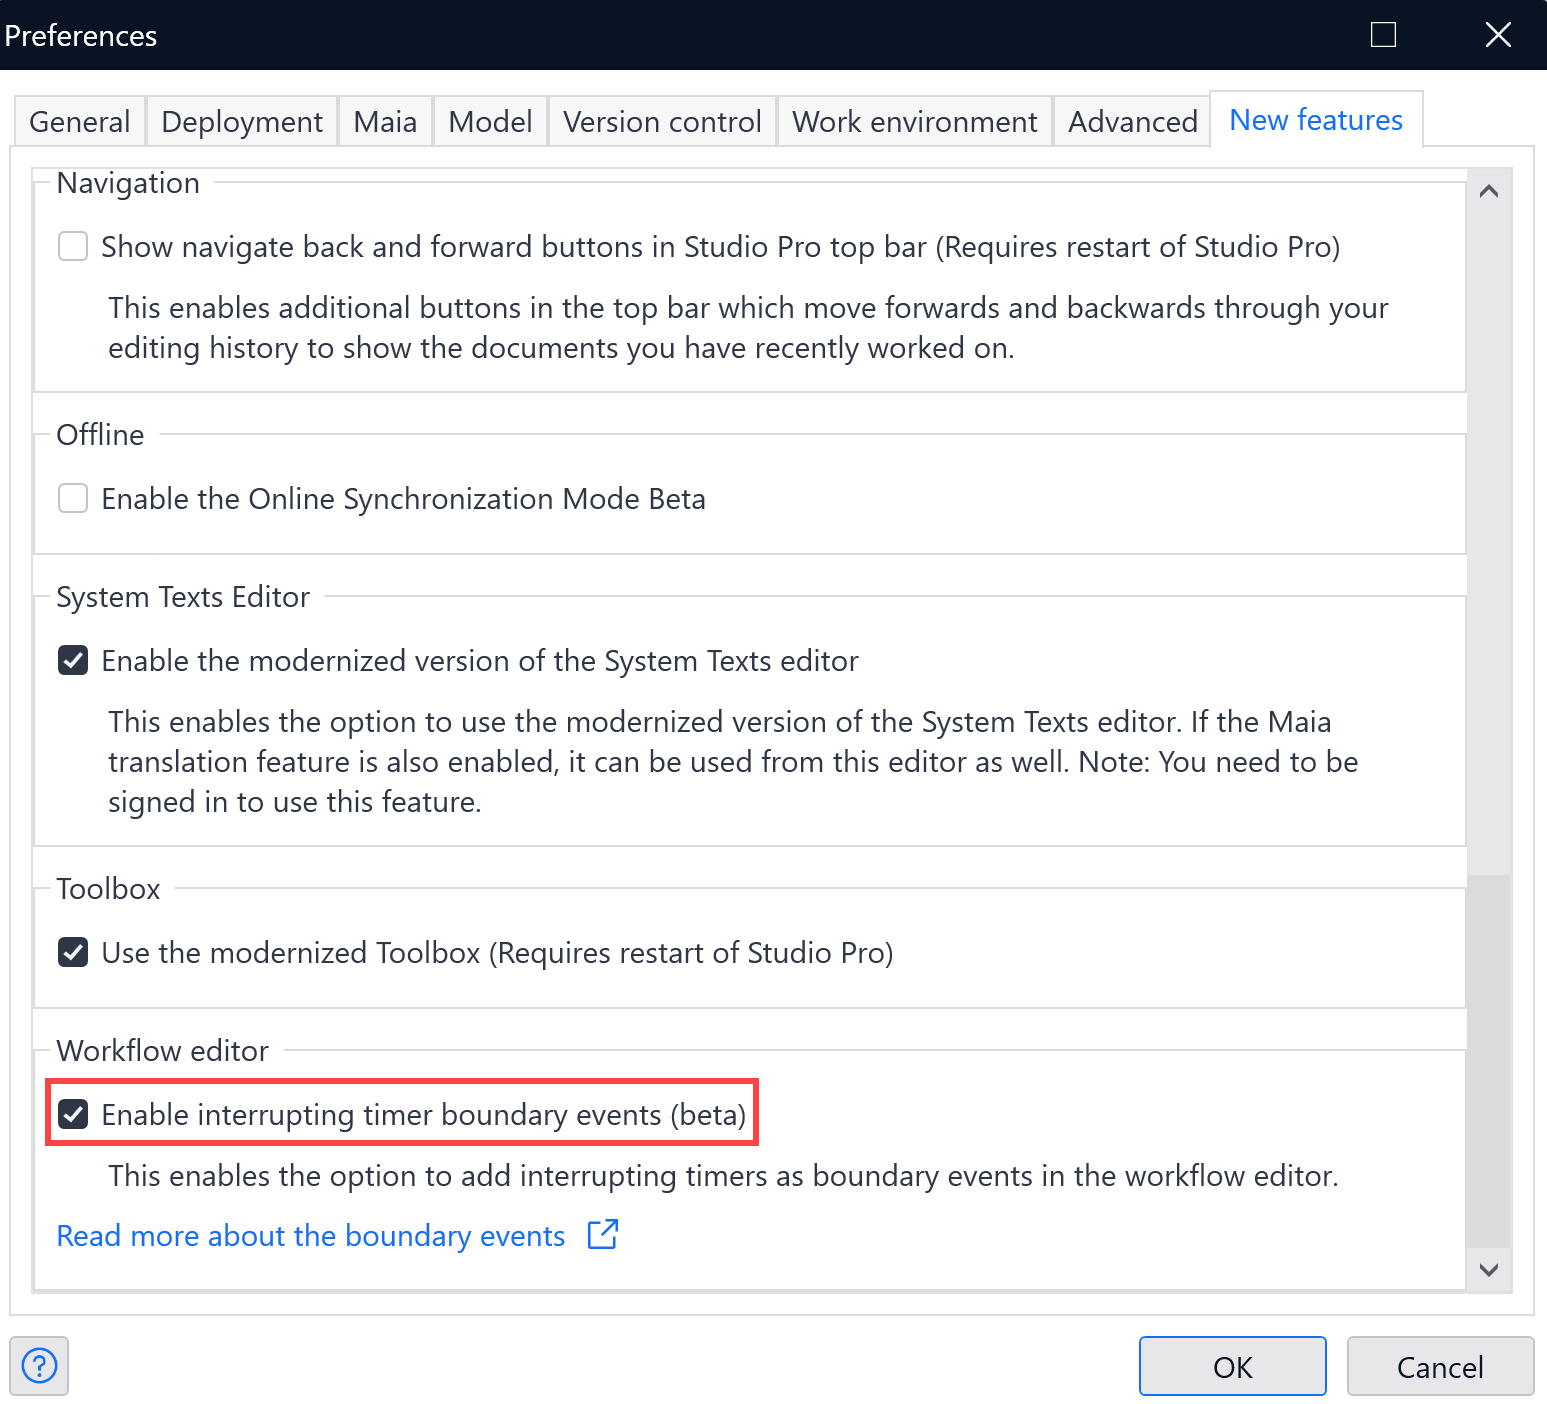 Preferences
General Deployment Maia Model Version control Work environment Advanced New features
Navigation
Show navigate back and forward buttons in Studio Pro top bar (Requires restart of Studio Pro)
This enables additional buttons in the top bar which move forwards and backwards through your
editing history to show the documents you have recently worked on.
Offline
Enable the Online Synchronization Mode Beta
System Texts Editor
Enable the modernized version of the System Texts editor
This enables the option to use the modernized version of the System Texts editor. If the Maia
translation feature is also enabled, it can be used from this editor as well. Note: You need to be
signed in to use this feature.
Toolbox
Use the modernized Toolbox (Requires restart of Studio Pro)
Workflow editor
Enable interrupting timer boundary events (beta)
This enables the option to add interrupting timers as boundary events in the workflow editor.
Read more about the boundary events
?
OK Cancel